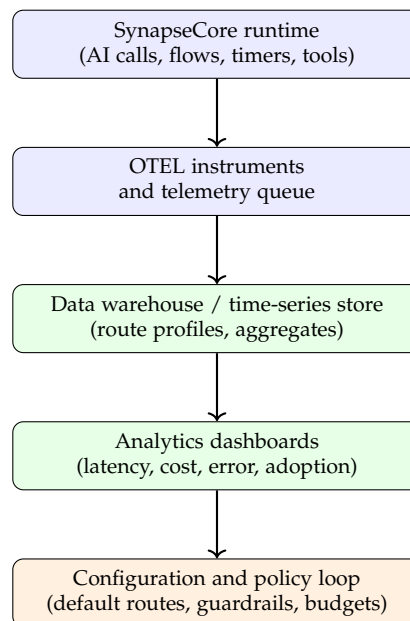 SynapseCore runtime
(AI calls, flows, timers, tools)
OTEL instruments
and telemetry queue
Data warehouse / time-series store
(route profiles, aggregates)
Analytics dashboards
(latency, cost, error, adoption)
Configuration and policy loop
(default routes, guardrails, budgets)